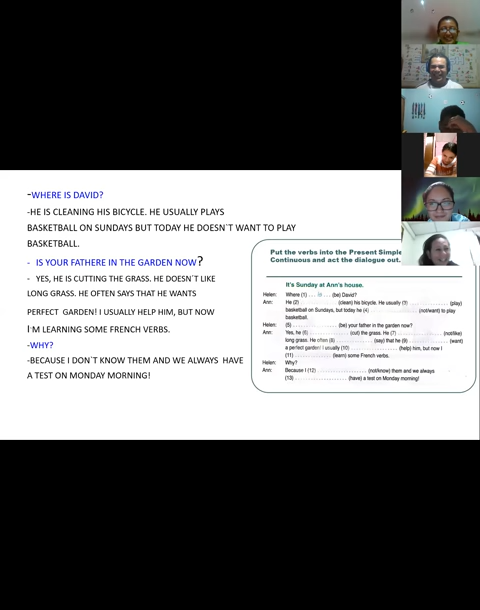 -WHERE IS DAVID?
-HE IS CLEANING HIS BICYCLE. HE USUALLY PLAYS
BASKETBALL ON SUNDAYS BUT TODAY HE DOESN´T WANT TO PLAY
BASKETBALL.
- IS YOUR FATHERE IN THE GARDEN NOW?
- YES, HE IS CUTTING THE GRASS. HE DOESN´T LIKE
LONG GRASS. HE OFTEN SAYS THAT HE WANTS
PERFECT GARDEN! I USUALLY HELP HIM, BUT NOW
I´M LEARNING SOME FRENCH VERBS.
-WHY?
-BECAUSE I DON´T KNOW THEM AND WE ALWAYS HAVE
A TEST ON MONDAY MORNING!
Put the verbs into the Present Simple
Continuous and act the dialogue out.
It's Sunday at Ann's house.
Helen: Where (1) .... is .. (be) David?
Ann: He (2) .............. (clean) his bicycle. He usually (3) .............. (play)
basketball on Sundays, but today he (4) .............. (not/want) to play
basketball.
Helen: (5) .............. (be) your father in the garden now?
Ann: Yes, he (6) .............. (cut) the grass. He (7) .............. (not/like)
long grass. He often (8) .............. (say) that he (9) .............. (want)
a perfect garden! I usually (10) .............. (help) him, but now I
(11) .............. (learn) some French verbs.
Helen: Why?
Ann: Because I (12) .............. (not/know) them and we always
(13) .............. (have) a test on Monday morning!